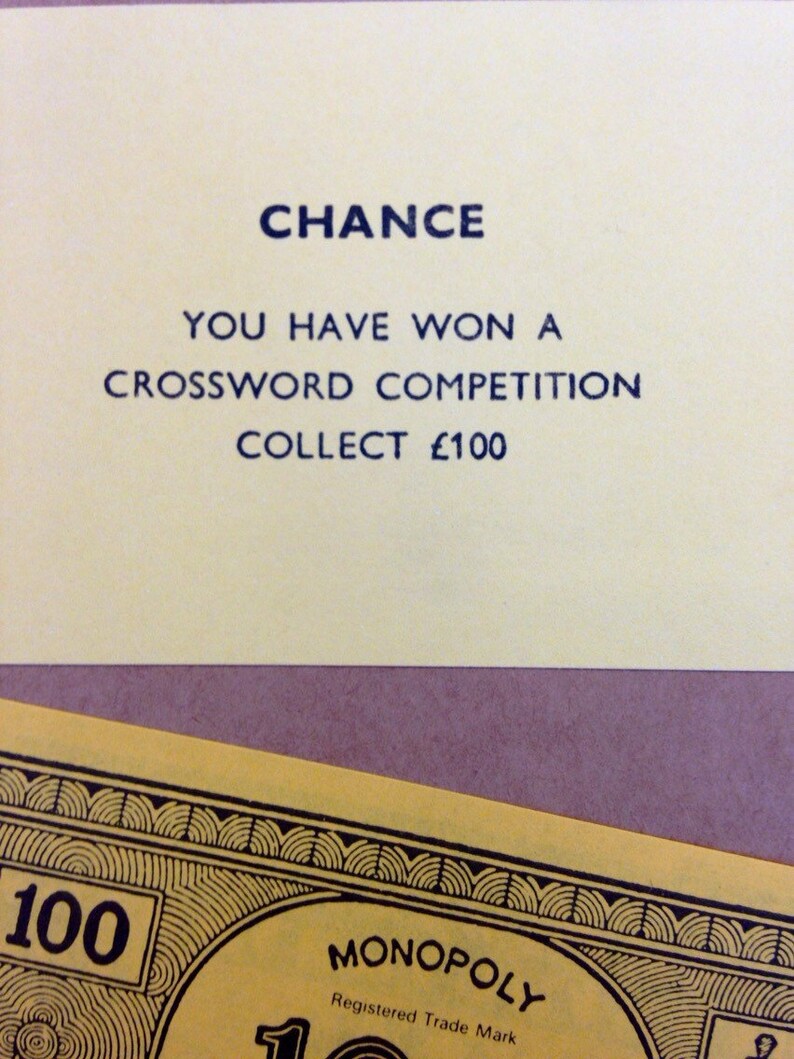 CHANCE
YOU HAVE WON A
CROSSWORD COMPETITION
COLLECT £100
100
MONOPOLY
Registered Trade Mark